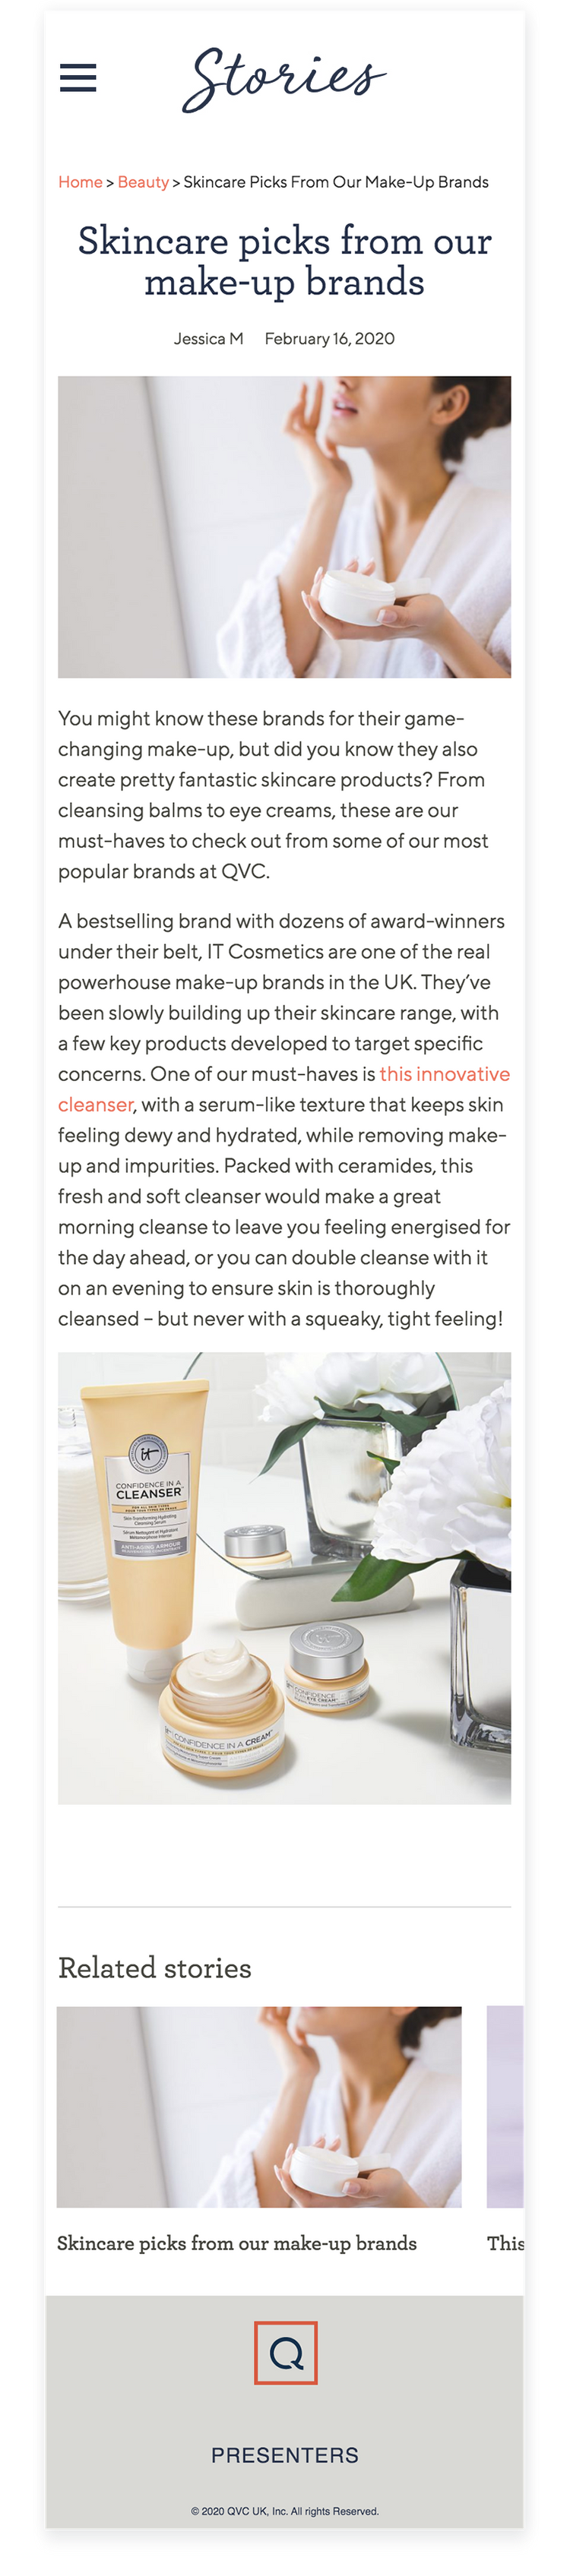 Stories
Home > Beauty > Skincare Picks From Our Make-Up Brands
Skincare picks from our
make-up brands
Jessica M February 16, 2020
You might know these brands for their game-
changing make-up, but did you know they also
create pretty fantastic skincare products? From
cleansing balms to eye creams, these are our
must-haves to check out from some of our most
popular brands at QVC.
A bestselling brand with dozens of award-winners
under their belt, IT Cosmetics are one of the real
powerhouse make-up brands in the UK. They’ve
been slowly building up their skincare range, with
a few key products developed to target specific
concerns. One of our must-haves is this innovative
cleanser, with a serum-like texture that keeps skin
feeling dewy and hydrated, while removing make-
up and impurities. Packed with ceramides, this
fresh and soft cleanser would make a great
morning cleanse to leave you feeling energised for
the day ahead, or you can double cleanse with it
on an evening to ensure skin is thoroughly
cleansed – but never with a squeaky, tight feeling!
it
CONFIDENCE IN A
CLEANSER™
Skin-Transforming Hydrating
Cleansing Serum
ANTI-AGING ARMOUR
CONFIDENCE
EYE CREAM™
CONFIDENCE IN A CREAM™
Related stories
Skincare picks from our make-up brands
This
Q
PRESENTERS
© 2020 QVC UK, Inc. All rights Reserved.